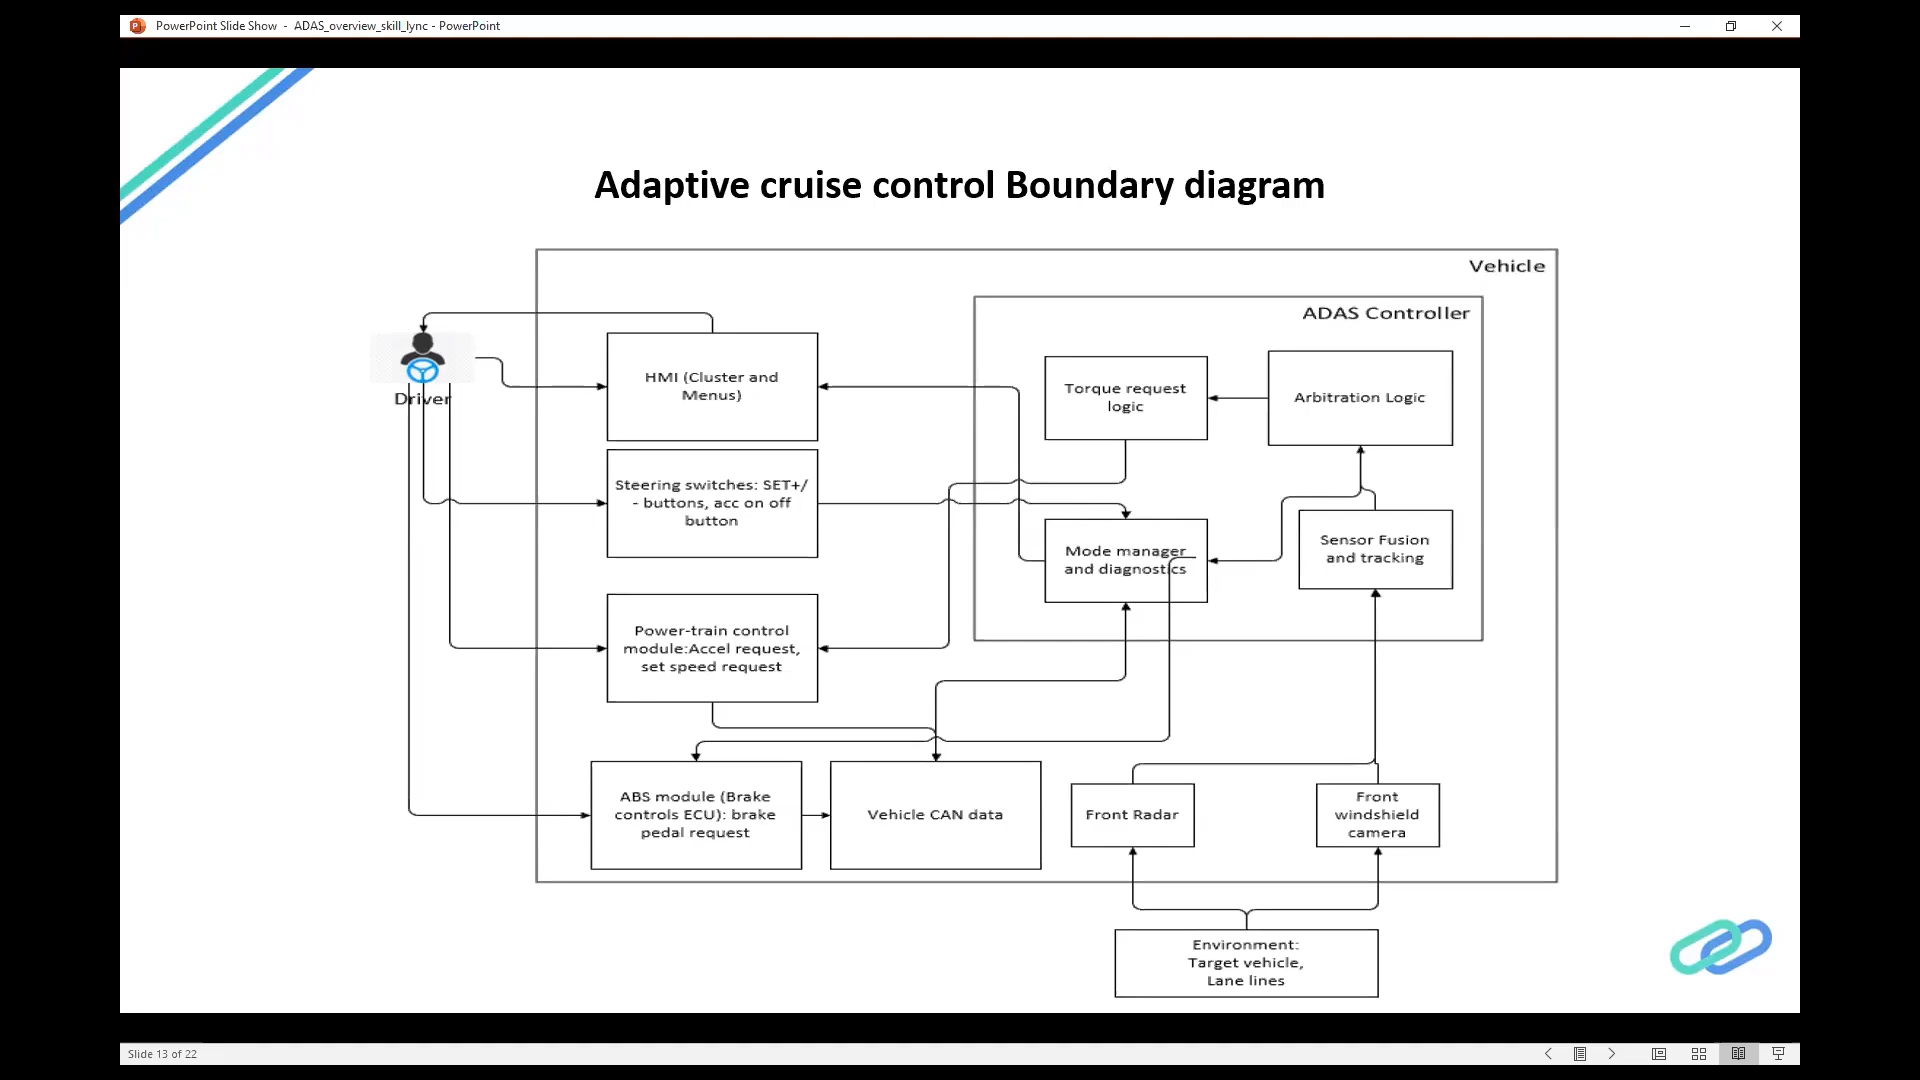 PowerPoint Slide Show - ADAS_overview_skill_lync - PowerPoint
Adaptive cruise control Boundary diagram
Vehicle
ADAS Controller
Driver
HMI (Cluster and
Menus)
Torque request
logic
Arbitration Logic
Steering switches: SET+/
- buttons, acc on off
button
Mode manager
and diagnostics
Sensor Fusion
and tracking
Power-train control
module:Accel request,
set speed request
ABS module (Brake
controls ECU): brake
pedal request
Vehicle CAN data
Front Radar
Front
windshield
camera
Environment:
Target vehicle,
Lane lines
Slide 13 of 22